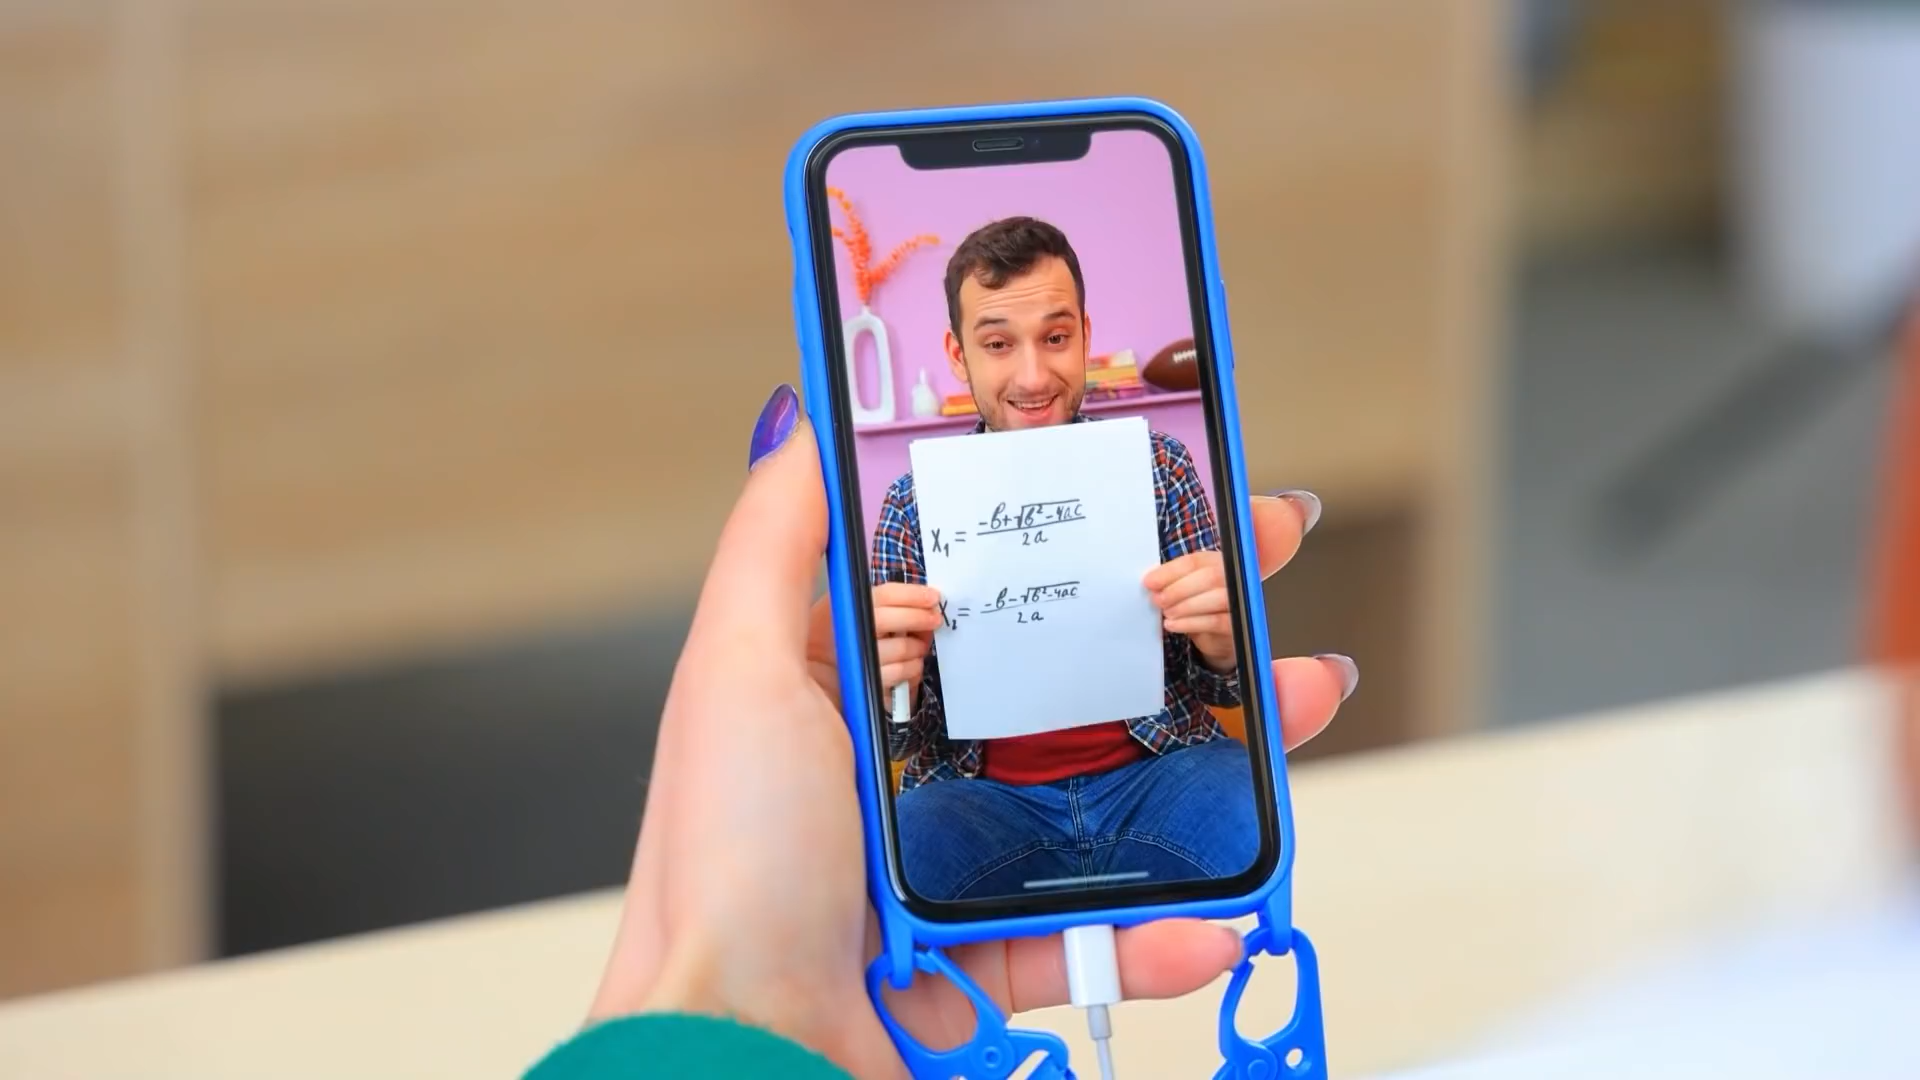 X₁ = (-b+√(b²-4ac))/2a
X₂ = (-b-√(b²-4ac))/2a